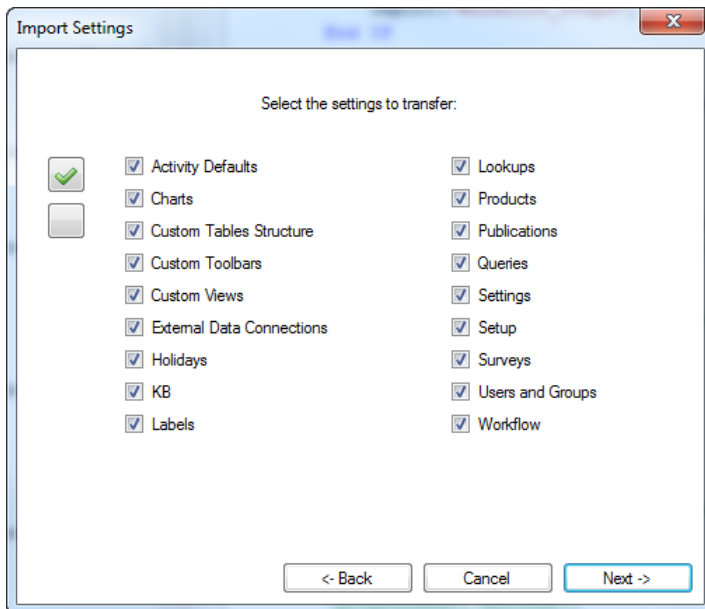 Import Settings
Select the settings to transfer:
Activity Defaults
Charts
Custom Tables Structure
Custom Toolbars
Custom Views
External Data Connections
Holidays
KB
Labels
Lookups
Products
Publications
Queries
Settings
Setup
Surveys
Users and Groups
Workflow
<- Back
Cancel
Next ->